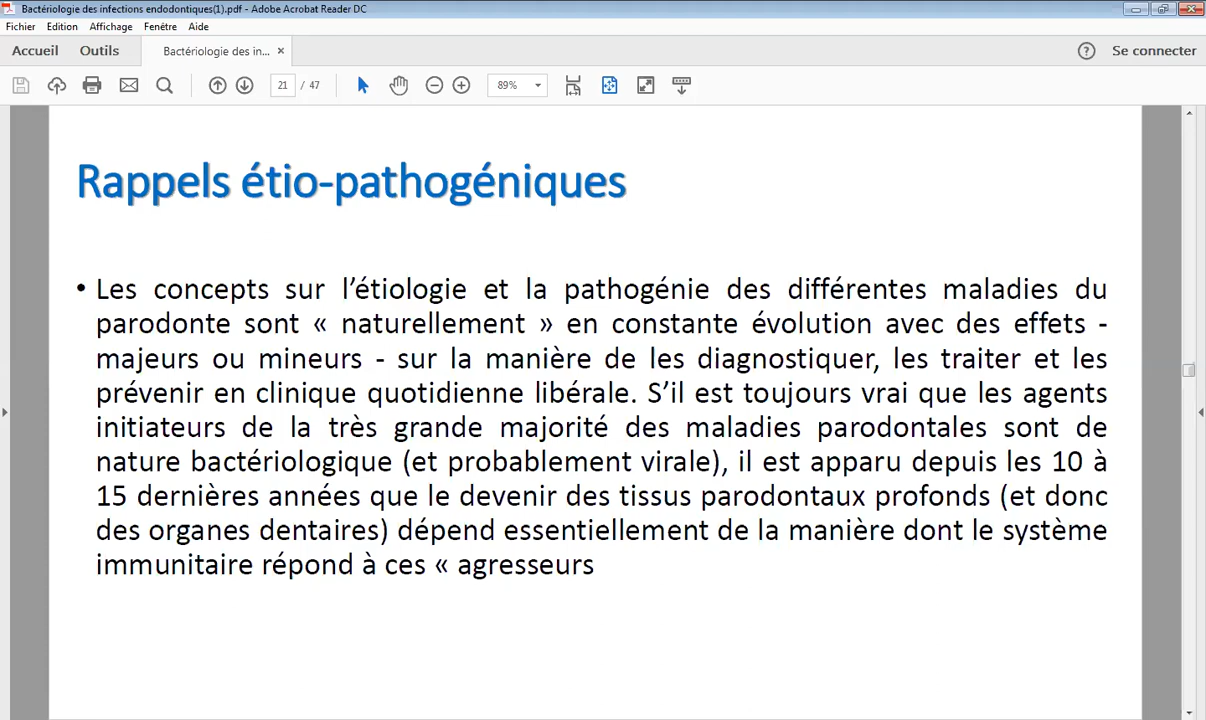 Bactériologie des infections endodontiques(1).pdf - Adobe Acrobat Reader DC
Fichier Edition Affichage Fenêtre Aide
Accueil Outils Bactériologie des in... × ? Se connecter
21 / 47 89%
Rappels étio-pathogéniques
• Les concepts sur l’étiologie et la pathogénie des différentes maladies du
parodonte sont « naturellement » en constante évolution avec des effets -
majeurs ou mineurs - sur la manière de les diagnostiquer, les traiter et les
prévenir en clinique quotidienne libérale. S’il est toujours vrai que les agents
initiateurs de la très grande majorité des maladies parodontales sont de
nature bactériologique (et probablement virale), il est apparu depuis les 10 à
15 dernières années que le devenir des tissus parodontaux profonds (et donc
des organes dentaires) dépend essentiellement de la manière dont le système
immunitaire répond à ces « agresseurs